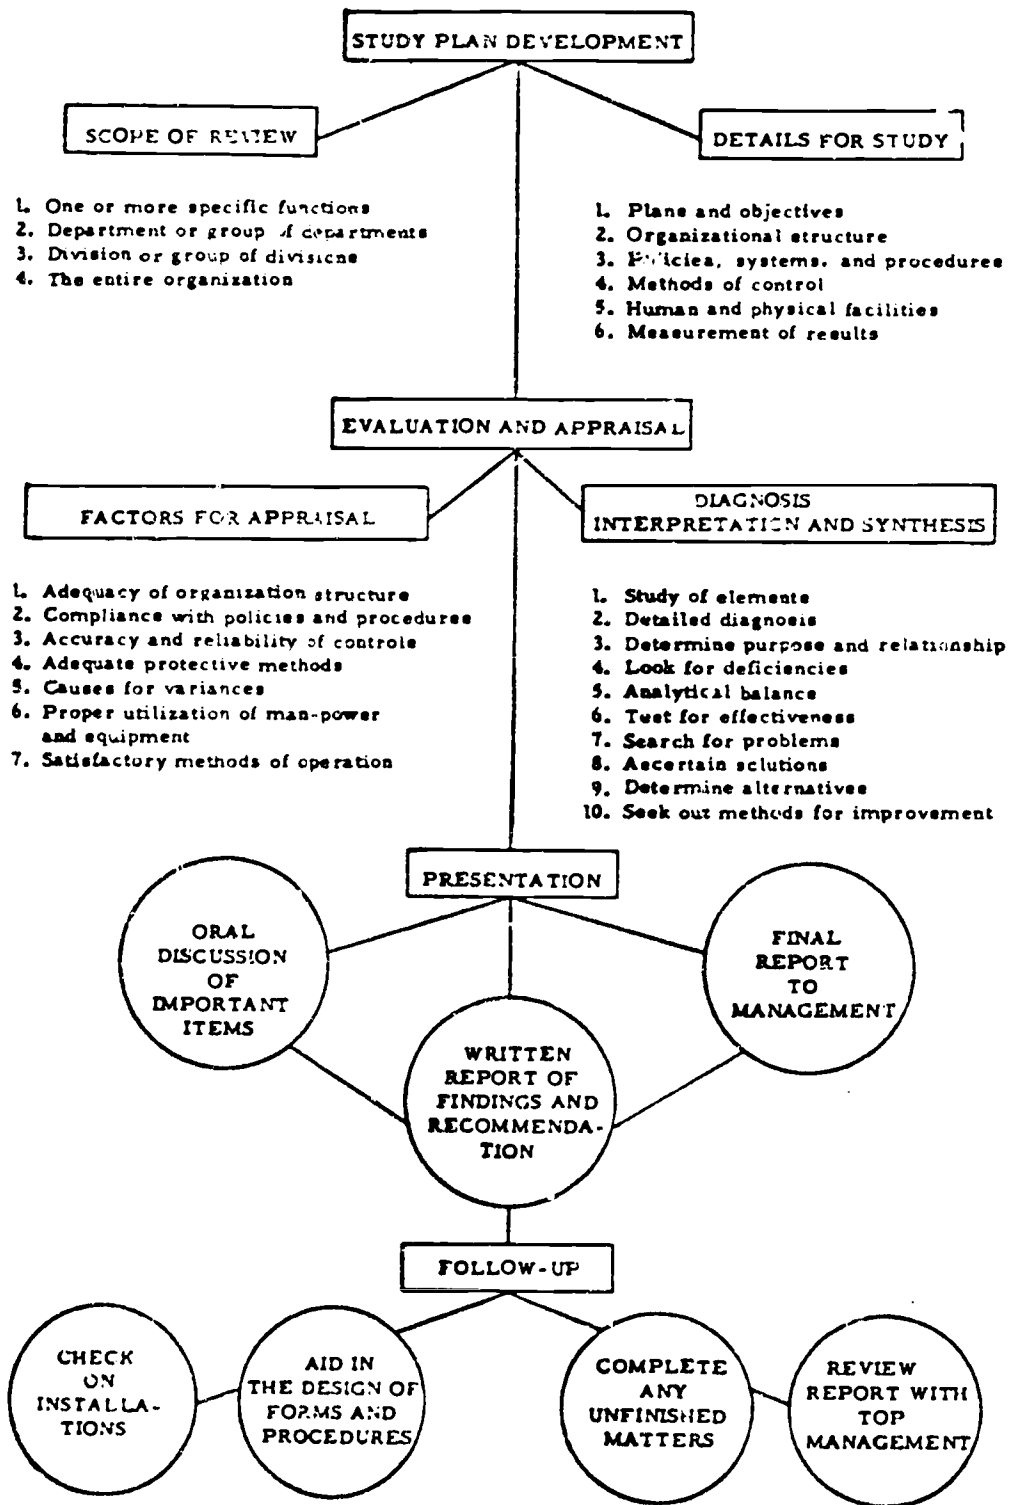 STUDY PLAN DEVELOPMENT
SCOPE OF REVIEW
1. One or more specific functions
2. Department or group of departments
3. Division or group of divisions
4. The entire organization
DETAILS FOR STUDY
1. Plans and objectives
2. Organizational structure
3. Policies, systems, and procedures
4. Methods of control
5. Human and physical facilities
6. Measurement of results
EVALUATION AND APPRAISAL
FACTORS FOR APPRAISAL
1. Adequacy of organization structure
2. Compliance with policies and procedures
3. Accuracy and reliability of controls
4. Adequate protective methods
5. Causes for variances
6. Proper utilization of man-power
and equipment
7. Satisfactory methods of operation
DIAGNOSIS
INTERPRETATION AND SYNTHESIS
1. Study of elements
2. Detailed diagnosis
3. Determine purpose and relationship
4. Look for deficiencies
5. Analytical balance
6. Test for effectiveness
7. Search for problems
8. Ascertain solutions
9. Determine alternatives
10. Seek out methods for improvement
PRESENTATION
ORAL
DISCUSSION
OF
IMPORTANT
ITEMS
WRITTEN
REPORT OF
FINDINGS AND
RECOMMENDA-
TION
FINAL
REPORT
TO
MANAGEMENT
FOLLOW-UP
CHECK
ON
INSTALLA-
TIONS
AID IN
THE DESIGN OF
FORMS AND
PROCEDURES
COMPLETE
ANY
UNFINISHED
MATTERS
REVIEW
REPORT WITH
TOP
MANAGEMENT